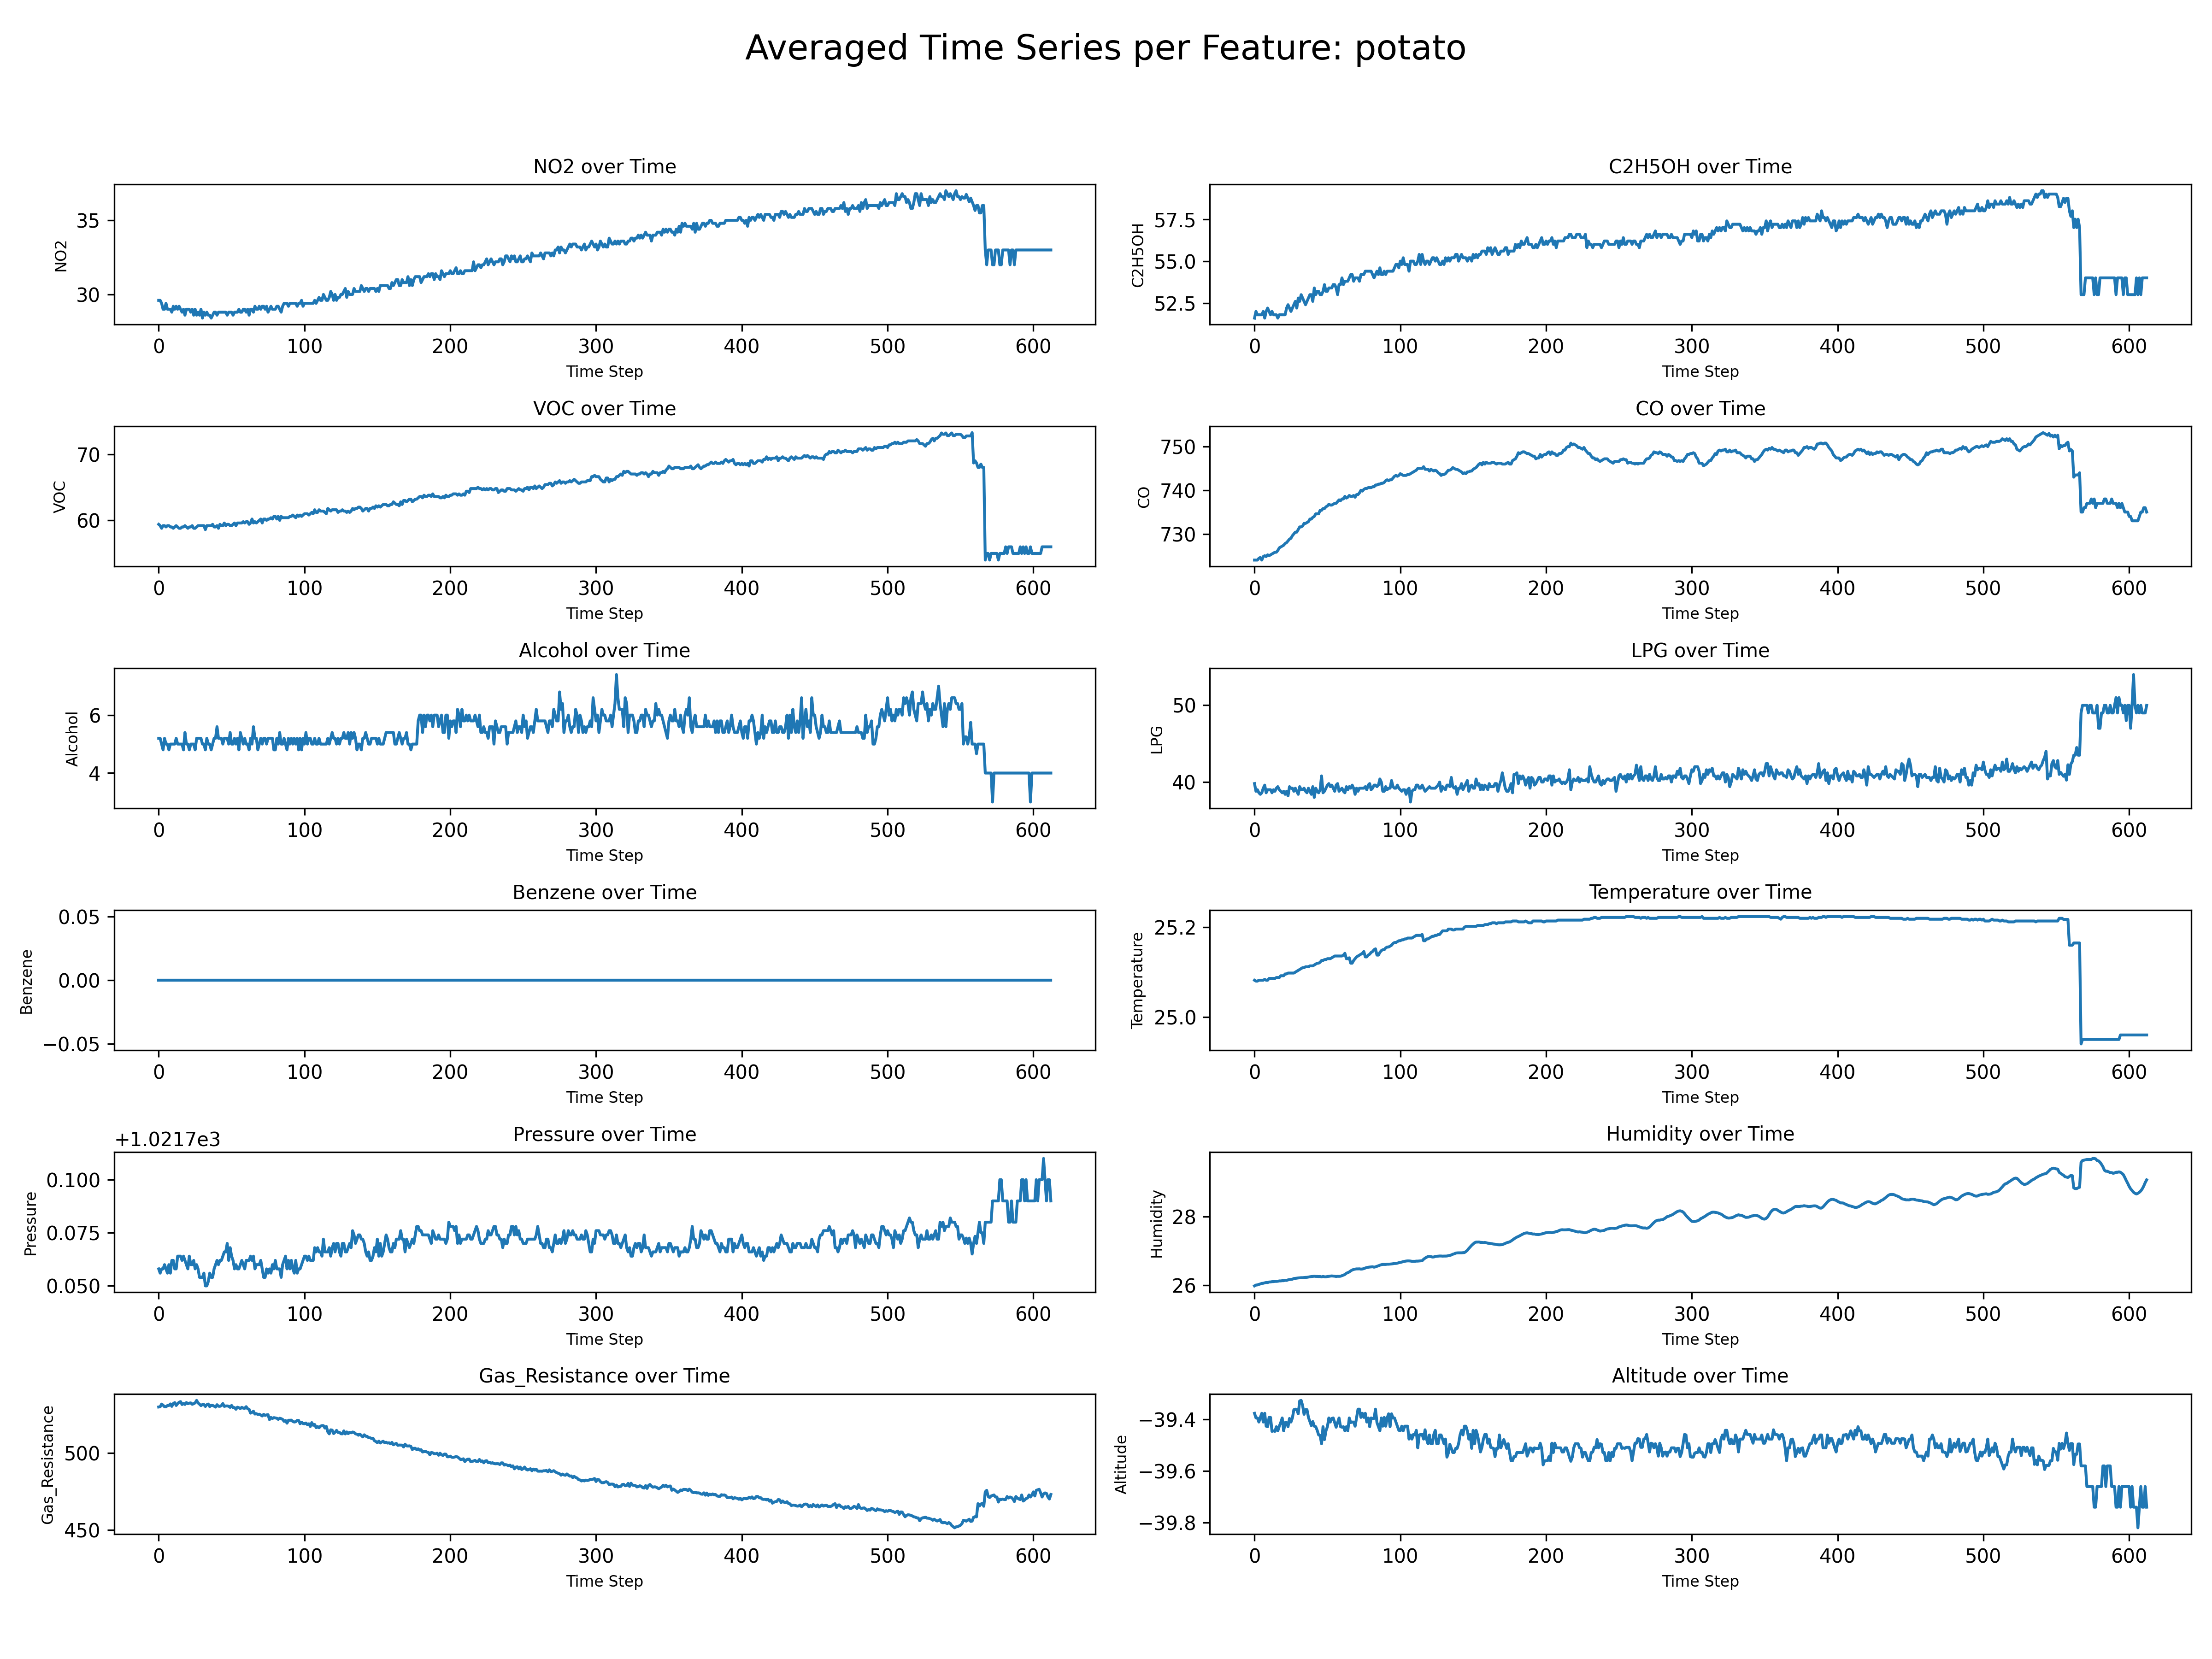 Averaged Time Series per Feature: potato
NO2 over Time
NO2
35
30
0 100 200 300 400 500 600
Time Step
C2H5OH over Time
C2H5OH
57.5
55.0
52.5
0 100 200 300 400 500 600
Time Step
VOC over Time
VOC
70
60
0 100 200 300 400 500 600
Time Step
CO over Time
CO
750
740
730
0 100 200 300 400 500 600
Time Step
Alcohol over Time
Alcohol
6
4
0 100 200 300 400 500 600
Time Step
LPG over Time
LPG
50
40
0 100 200 300 400 500 600
Time Step
Benzene over Time
Benzene
0.05
0.00
−0.05
0 100 200 300 400 500 600
Time Step
Temperature over Time
Temperature
25.2
25.0
0 100 200 300 400 500 600
Time Step
Pressure over Time
+1.0217e3
Pressure
0.100
0.075
0.050
0 100 200 300 400 500 600
Time Step
Humidity over Time
Humidity
28
26
0 100 200 300 400 500 600
Time Step
Gas_Resistance over Time
Gas_Resistance
500
450
0 100 200 300 400 500 600
Time Step
Altitude over Time
Altitude
−39.4
−39.6
−39.8
0 100 200 300 400 500 600
Time Step